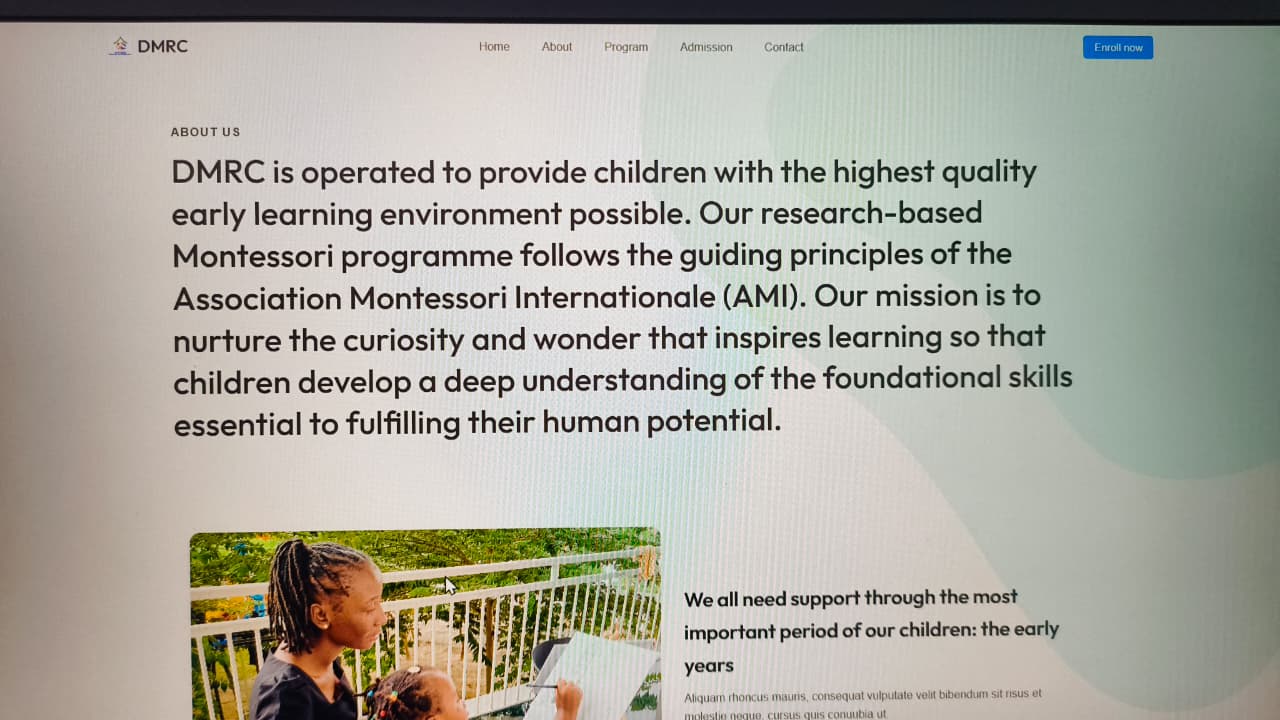 DMRC
Home About Program Admission Contact
Enroll now
ABOUT US
DMRC is operated to provide children with the highest quality
early learning environment possible. Our research-based
Montessori programme follows the guiding principles of the
Association Montessori Internationale (AMI). Our mission is to
nurture the curiosity and wonder that inspires learning so that
children develop a deep understanding of the foundational skills
essential to fulfilling their human potential.
We all need support through the most
important period of our children: the early
years
Aliquam rhoncus mauris, consequat vulputate velit bibendum sit risus et
molestie neque, cursus quis conuubia ut